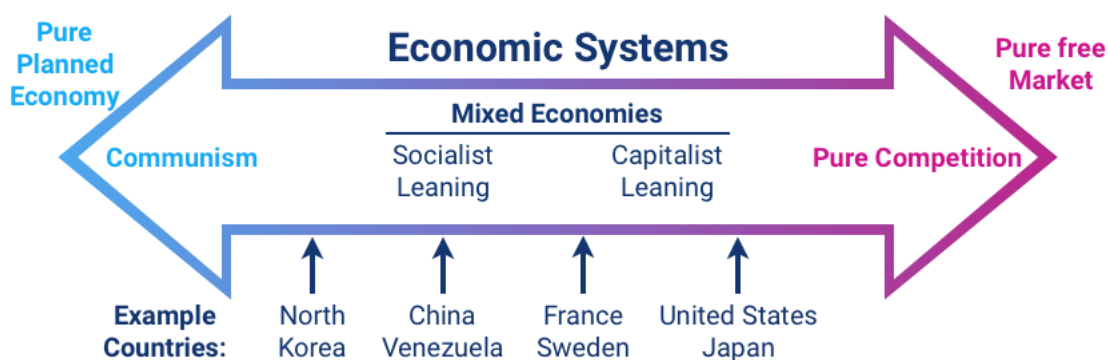 Economic Systems
Pure
Planned
Economy
Pure free
Market
Mixed Economies
Communism
Socialist
Leaning
Capitalist
Leaning
Pure Competition
Example
Countries:
North
Korea
China
Venezuela
France
Sweden
United States
Japan